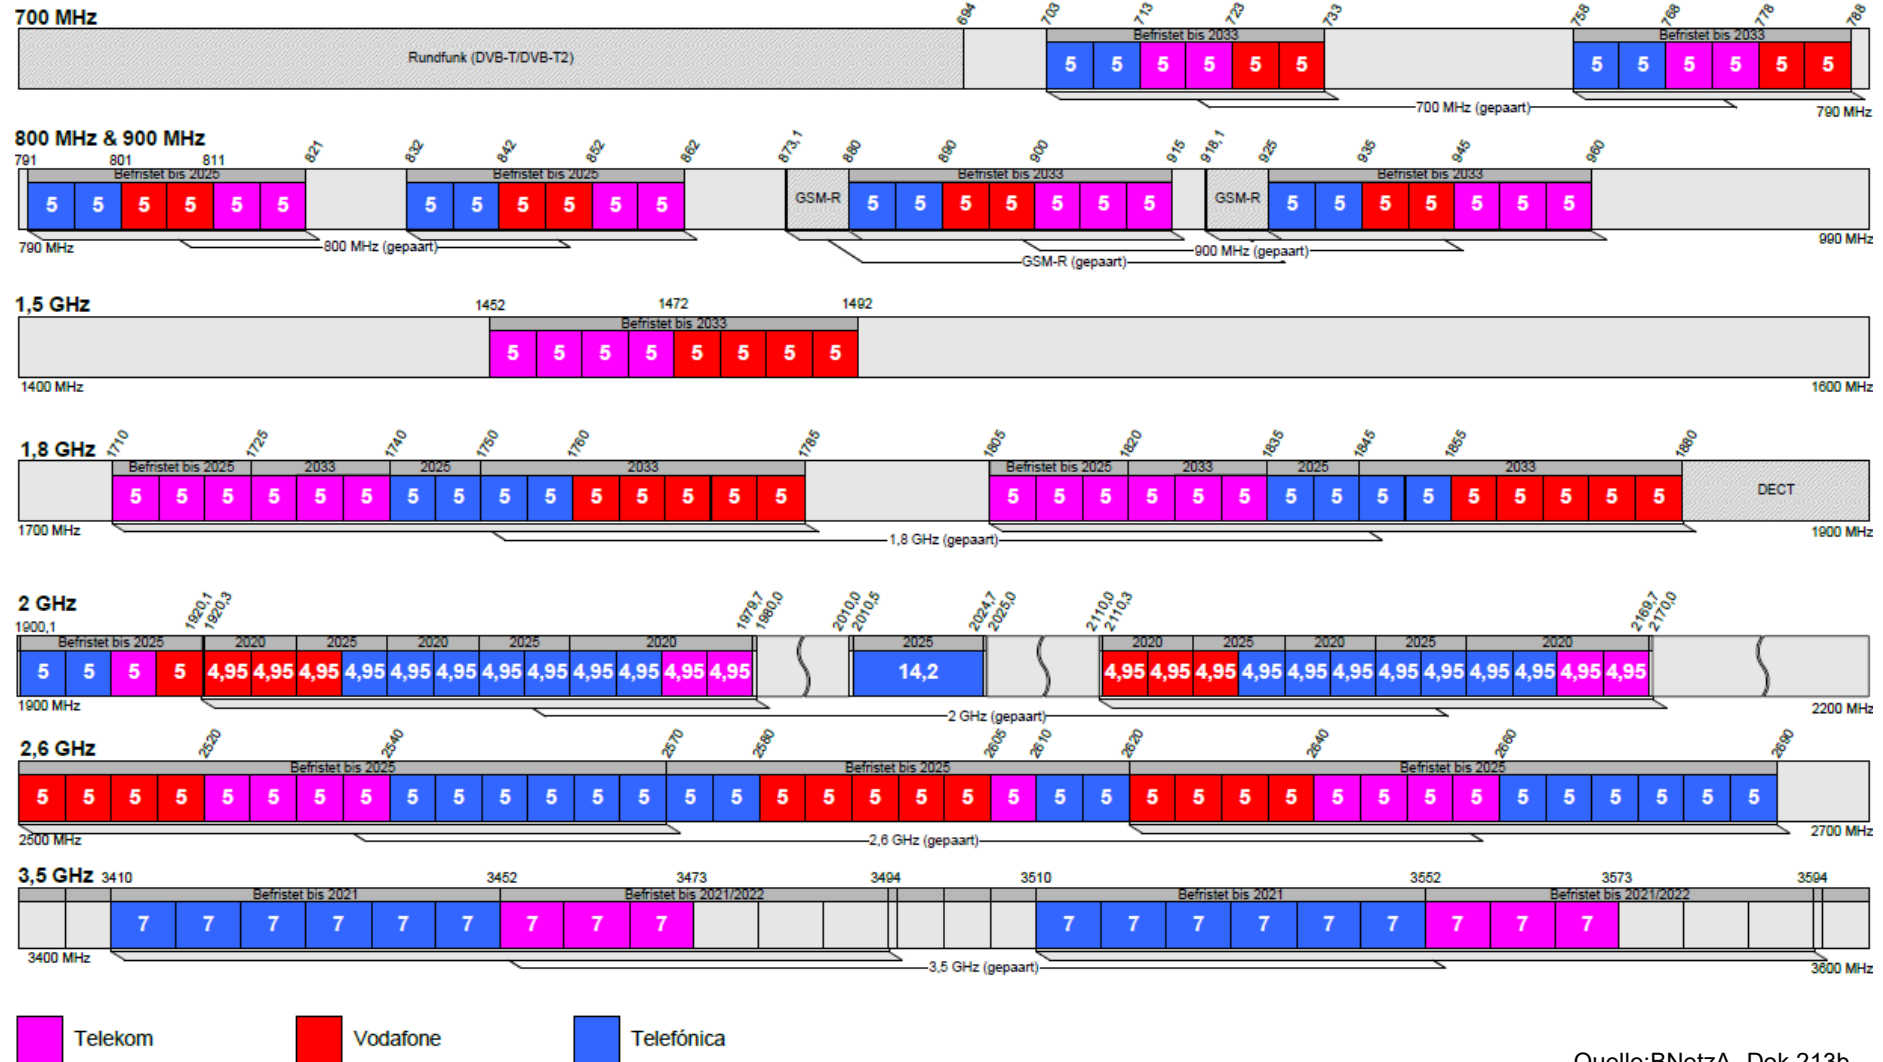 700 MHz
694 703 713 723 733 758 768 778 788
Befristet bis 2033 Befristet bis 2033
Rundfunk (DVB-T/DVB-T2)
5 5 5 5 5 5 5 5 5 5 5 5
700 MHz (gepaart)
790 MHz
800 MHz & 900 MHz
791 801 811 821 832 842 852 862 873,1 880 890 900 915 918,1 925 935 945 960
Befristet bis 2025 Befristet bis 2025 Befristet bis 2033 Befristet bis 2033
5 5 5 5 5 5 5 5 5 5 5 5 GSM-R 5 5 5 5 5 5 5 GSM-R 5 5 5 5 5 5 5
790 MHz 800 MHz (gepaart) 900 MHz (gepaart) 990 MHz
GSM-R (gepaart)
1,5 GHz
1452 1472 1492
Befristet bis 2033
5 5 5 5 5 5 5 5
1400 MHz 1600 MHz
1,8 GHz
1710 1725 1740 1750 1760 1785 1805 1820 1835 1845 1855 1880
Befristet bis 2025 2033 2025 2033 Befristet bis 2025 2033 2025 2033
5 5 5 5 5 5 5 5 5 5 5 5 5 5 5 5 5 5 5 5 5 5 5 5 5 5 5 5 5 5 DECT
1700 MHz 1,8 GHz (gepaart) 1900 MHz
2 GHz
1900,1 1920,1 1920,3 1979,7 1980,0 2010,0 2010,5 2024,7 2025,0 2110,0 2110,3 2169,7 2170,0
Befristet bis 2025 2020 2025 2020 2025 2020 2025 2020 2025 2020 2025 2020
5 5 5 5 4,95 4,95 4,95 4,95 4,95 4,95 4,95 4,95 4,95 4,95 4,95 4,95 14,2 4,95 4,95 4,95 4,95 4,95 4,95 4,95 4,95 4,95 4,95 4,95 4,95
1900 MHz 2 GHz (gepaart) 2200 MHz
2,6 GHz
2520 2540 2570 2580 2605 2610 2620 2640 2660 2690
Befristet bis 2025 Befristet bis 2025 Befristet bis 2025
5 5 5 5 5 5 5 5 5 5 5 5 5 5 5 5 5 5 5 5 5 5 5 5 5 5 5 5 5 5 5 5 5 5 5 5 5 5
2500 MHz 2,6 GHz (gepaart) 2700 MHz
3,5 GHz 3410 3452 3473 3494 3510 3552 3573 3594
Befristet bis 2021 Befristet bis 2021/2022 Befristet bis 2021 Befristet bis 2021/2022
7 7 7 7 7 7 7 7 7 7 7 7 7 7 7 7 7 7
3400 MHz 3,5 GHz (gepaart) 3600 MHz
Telekom Vodafone Telefónica